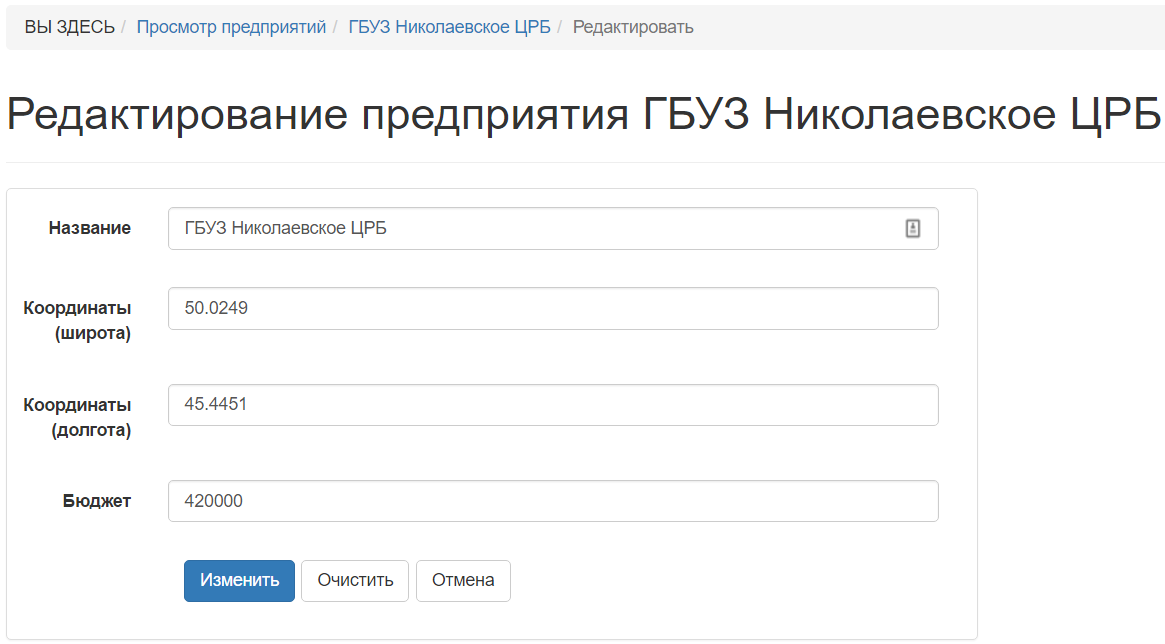 ВЫ ЗДЕСЬ / Просмотр предприятий / ГБУЗ Николаевское ЦРБ / Редактировать
Редактирование предприятия ГБУЗ Николаевское ЦРБ
Название ГБУЗ Николаевское ЦРБ
Координаты 50.0249
(широта)
Координаты 45.4451
(долгота)
Бюджет 420000
Изменить Очистить Отмена